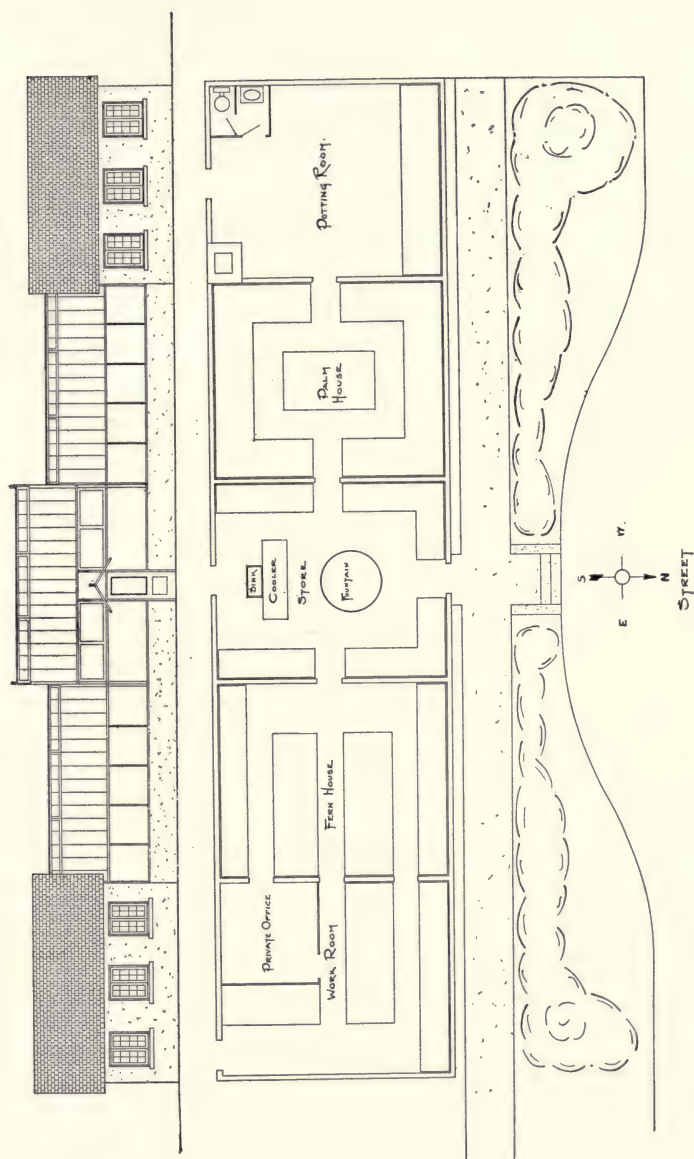 POTTING ROOM.
PALM
HOUSE
SINK
COOLER
STORE
FOUNTAIN
FERN HOUSE
PRIVATE OFFICE
WORK ROOM
S
W.
E
N
STREET